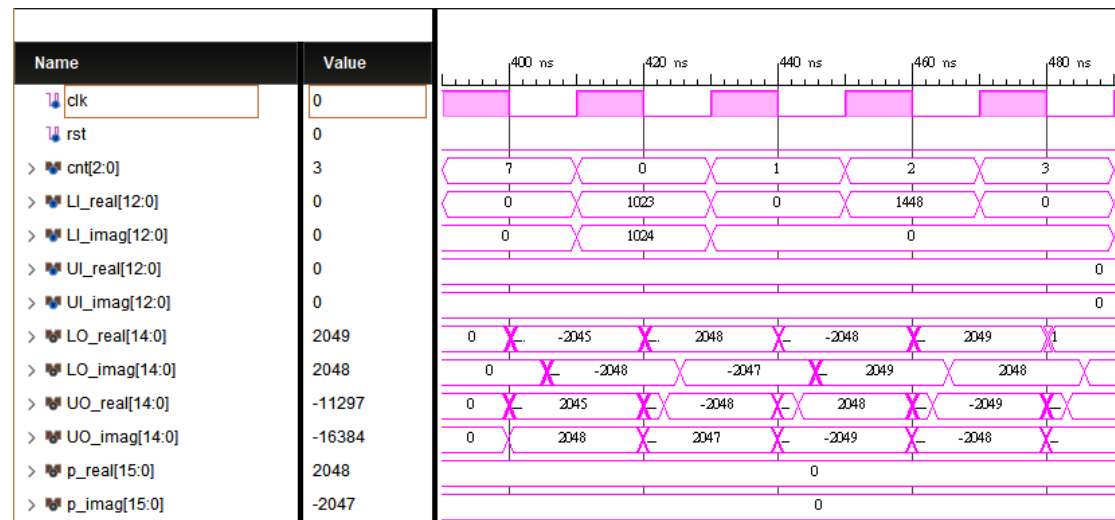 Name Value 400 ns 420 ns 440 ns 460 ns 480 ns
clk 0
rst 0
cnt[2:0] 3 7 0 1 2 3
LI_real[12:0] 0 0 1023 0 1448 0
LI_imag[12:0] 0 0 1024 0
UI_real[12:0] 0 0
UI_imag[12:0] 0 0
LO_real[14:0] 2049 0 -2045 2048 -2048 2049 1
LO_imag[14:0] 2048 0 -2048 -2047 2049 2048
UO_real[14:0] -11297 0 2045 -2048 2048 -2049
UO_imag[14:0] -16384 0 2048 2047 -2049 -2048
p_real[15:0] 2048 0
p_imag[15:0] -2047 0